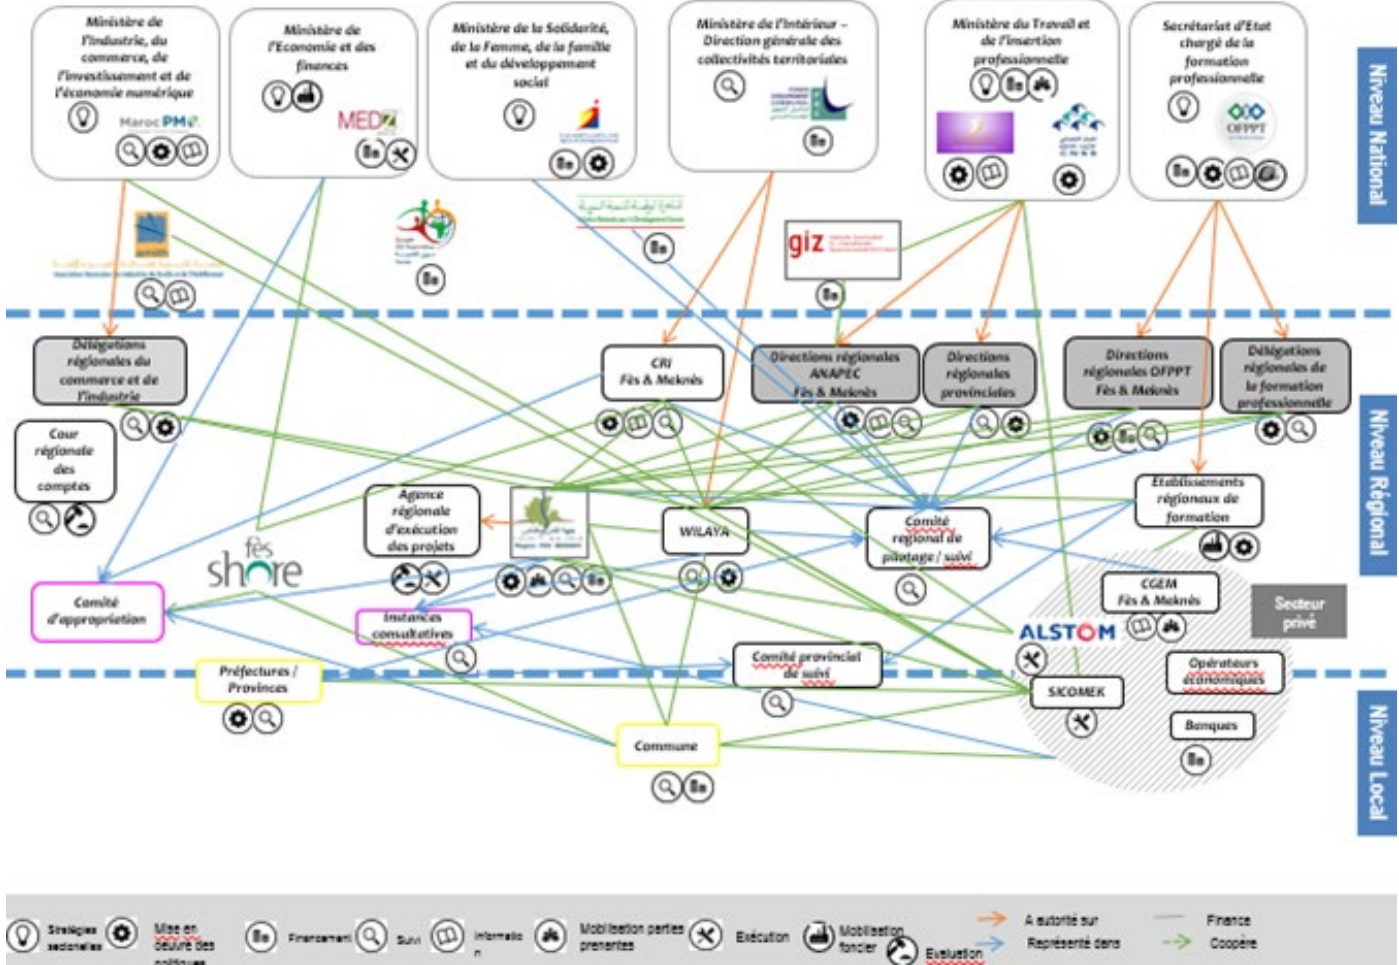 Ministère de
l'Industrie, du
commerce, de
l'investissement et de
l'économie numérique
Maroc PME
Ministère de
l'Economie et des
finances
MEDZ
Ministère de la Solidarité,
de la Femme, de la famille
et du développement
social
Ministère de l'Intérieur –
Direction générale des
collectivités territoriales
Ministère du Travail et
de l'insertion
professionnelle
Secrétariat d'Etat
chargé de la
formation
professionnelle
OFPPT
Niveau National
giz
Délégations
régionales du
commerce et de
l'industrie
CRI
Fès & Meknès
Directions régionales
ANAPEC
Fès & Meknès
Directions
régionales
provinciales
Directions
régionales OFPPT
Fès & Meknès
Délégations
régionales de
la formation
professionnelle
Niveau Régional
Cour
régionale
des
comptes
Agence
régionale
d'exécution
des projets
WILAYA
Comité
régional de
pilotage / suivi
Etablissements
régionaux de
formation
fès
shore
Comité
d'appropriation
Instances
consultatives
CGEM
Fès & Meknès
Secteur
privé
ALSTOM
Comité provincial
de suivi
Opérateurs
économiques
Préfectures /
Provinces
SICOMEK
Banques
Commune
Niveau Local
Stratégies
sectorielles
Mise en
oeuvre des
politiques
Financement
Suivi
Informatio
n
Mobilisation parties
prenantes
Exécution
Mobilisation
foncier
Evaluation
A autorité sur
Représenté dans
Finance
Coopère